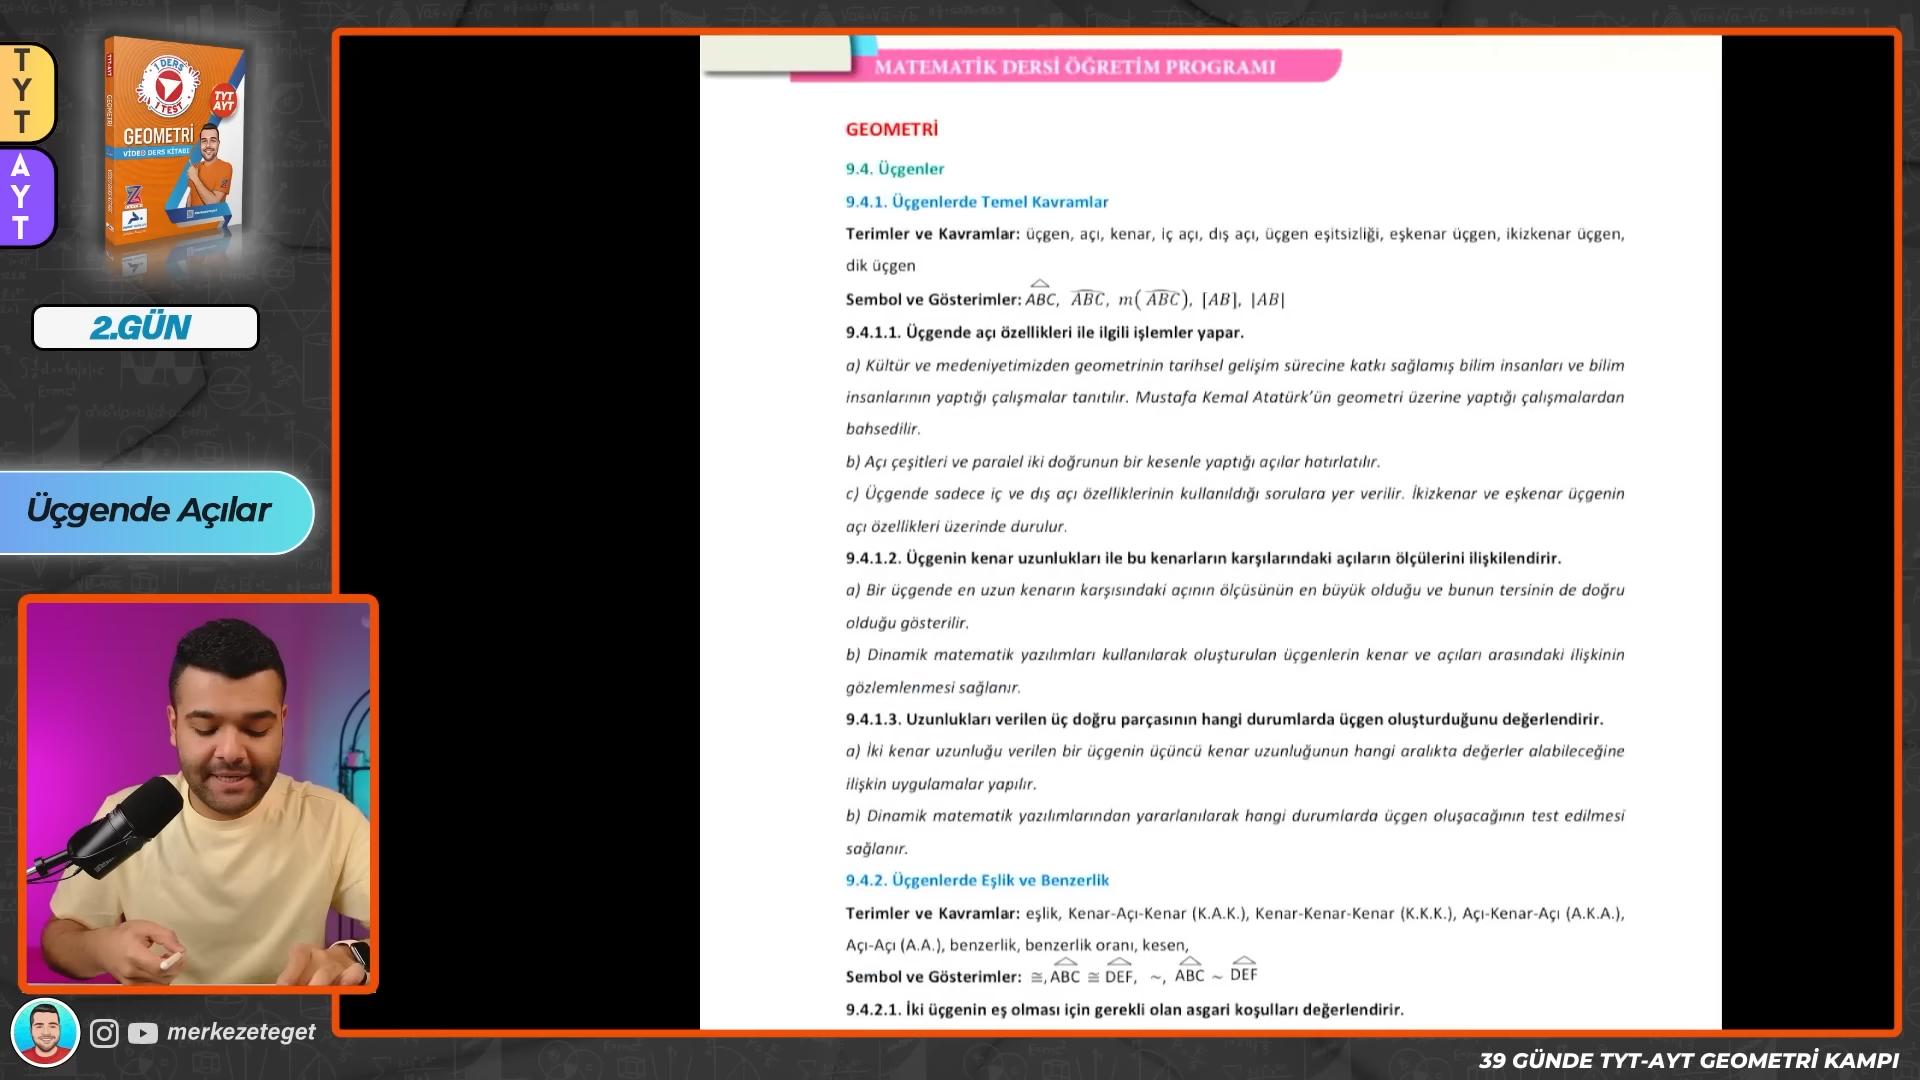 TYT
AYT
1 DERS
1 TEST
TYT
AYT
GEOMETRİ
VİDEO DERS KİTABI
2.GÜN
Üçgende Açılar
merkezeteget
MATEMATİK DERSİ ÖĞRETİM PROGRAMI
GEOMETRİ
9.4. Üçgenler
9.4.1. Üçgenlerde Temel Kavramlar
Terimler ve Kavramlar: üçgen, açı, kenar, iç açı, dış açı, üçgen eşitsizliği, eşkenar üçgen, ikizkenar üçgen,
dik üçgen
Sembol ve Gösterimler: ABC, ABC, m( ABC), [AB], |AB|
9.4.1.1. Üçgende açı özellikleri ile ilgili işlemler yapar.
a) Kültür ve medeniyetimizden geometrinin tarihsel gelişim sürecine katkı sağlamış bilim insanları ve bilim
insanlarının yaptığı çalışmalar tanıtılır. Mustafa Kemal Atatürk'ün geometri üzerine yaptığı çalışmalardan
bahsedilir.
b) Açı çeşitleri ve paralel iki doğrunun bir kesenle yaptığı açılar hatırlatılır.
c) Üçgende sadece iç ve dış açı özelliklerinin kullanıldığı sorulara yer verilir. İkizkenar ve eşkenar üçgenin
açı özellikleri üzerinde durulur.
9.4.1.2. Üçgenin kenar uzunlukları ile bu kenarların karşılarındaki açıların ölçülerini ilişkilendirir.
a) Bir üçgende en uzun kenarın karşısındaki açının ölçüsünün en büyük olduğu ve bunun tersinin de doğru
olduğu gösterilir.
b) Dinamik matematik yazılımları kullanılarak oluşturulan üçgenlerin kenar ve açıları arasındaki ilişkinin
gözlemlenmesi sağlanır.
9.4.1.3. Uzunlukları verilen üç doğru parçasının hangi durumlarda üçgen oluşturduğunu değerlendirir.
a) İki kenar uzunluğu verilen bir üçgenin üçüncü kenar uzunluğunun hangi aralıkta değerler alabileceğine
ilişkin uygulamalar yapılır.
b) Dinamik matematik yazılımlarından yararlanılarak hangi durumlarda üçgen oluşacağının test edilmesi
sağlanır.
9.4.2. Üçgenlerde Eşlik ve Benzerlik
Terimler ve Kavramlar: eşlik, Kenar-Açı-Kenar (K.A.K.), Kenar-Kenar-Kenar (K.K.K.), Açı-Kenar-Açı (A.K.A.),
Açı-Açı (A.A.), benzerlik, benzerlik oranı, kesen,
Sembol ve Gösterimler: ≅, ABC ≅ DEF, ~, ABC ~ DEF
9.4.2.1. İki üçgenin eş olması için gerekli olan asgari koşulları değerlendirir.
39 GÜNDE TYT-AYT GEOMETRİ KAMPI